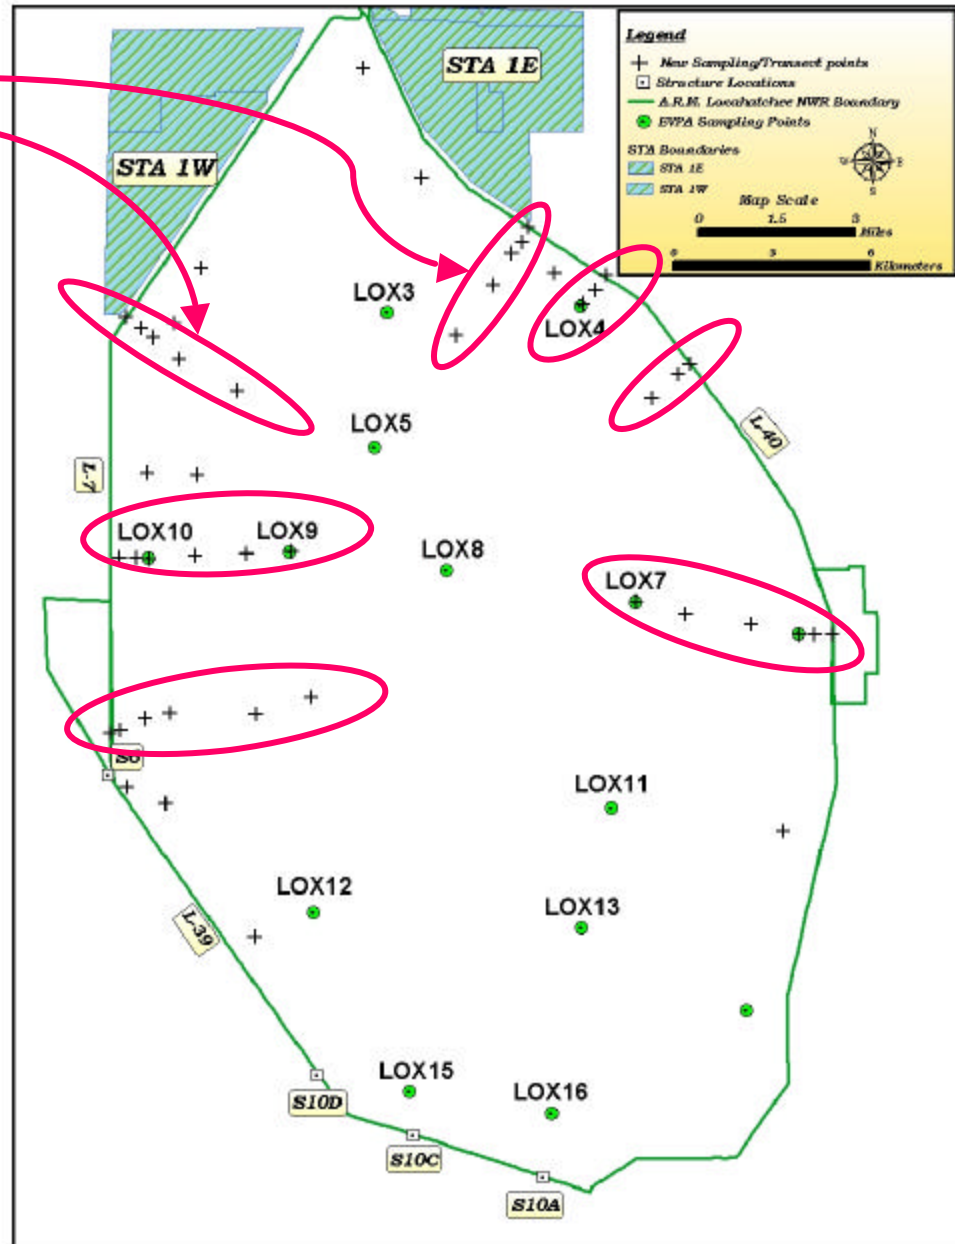 Legend
New Sampling/Transect points
Structure Locations
A.R.M. Loxahatchee NWR Boundary
EVPA Sampling Points
STA Boundaries
STA 1E
STA 1W
N
W
E
S
Map Scale
0 1.5 3
Miles
0 3 6
Kilometers
STA 1E
STA 1W
LOX3
LOX4
LOX5
L-40
L-7
LOX10
LOX9
LOX8
LOX7
S6
LOX11
LOX12
LOX13
L-39
LOX15
LOX16
S10D
S10C
S10A